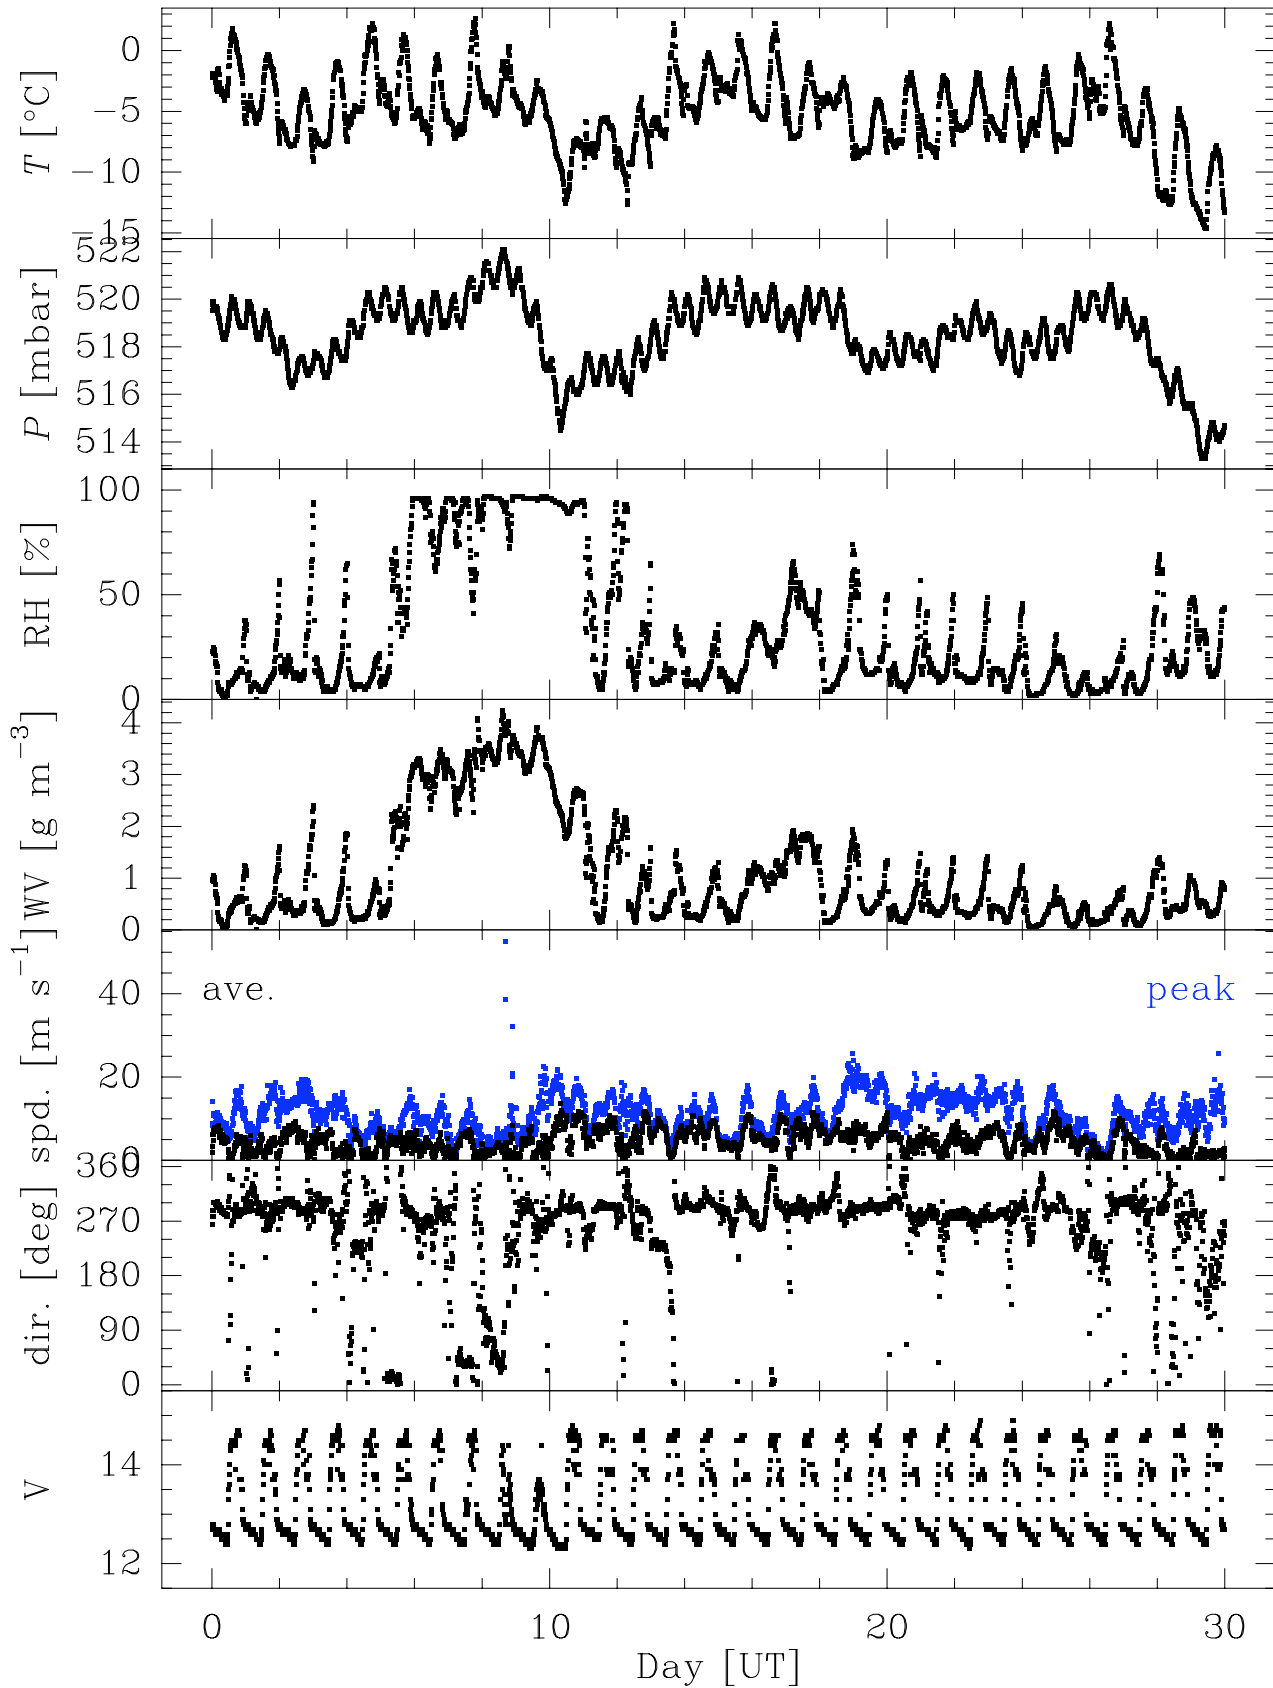 T [°C]
0
−5
−10
−15
P [mbar]
522
520
518
516
514
RH [%]
100
50
0
WV [g m−3]
4
3
2
1
0
spd. [m s−1]
40
20
0
ave.
peak
dir. [deg]
360
270
180
90
0
V
14
12
0 10 20 30
Day [UT]